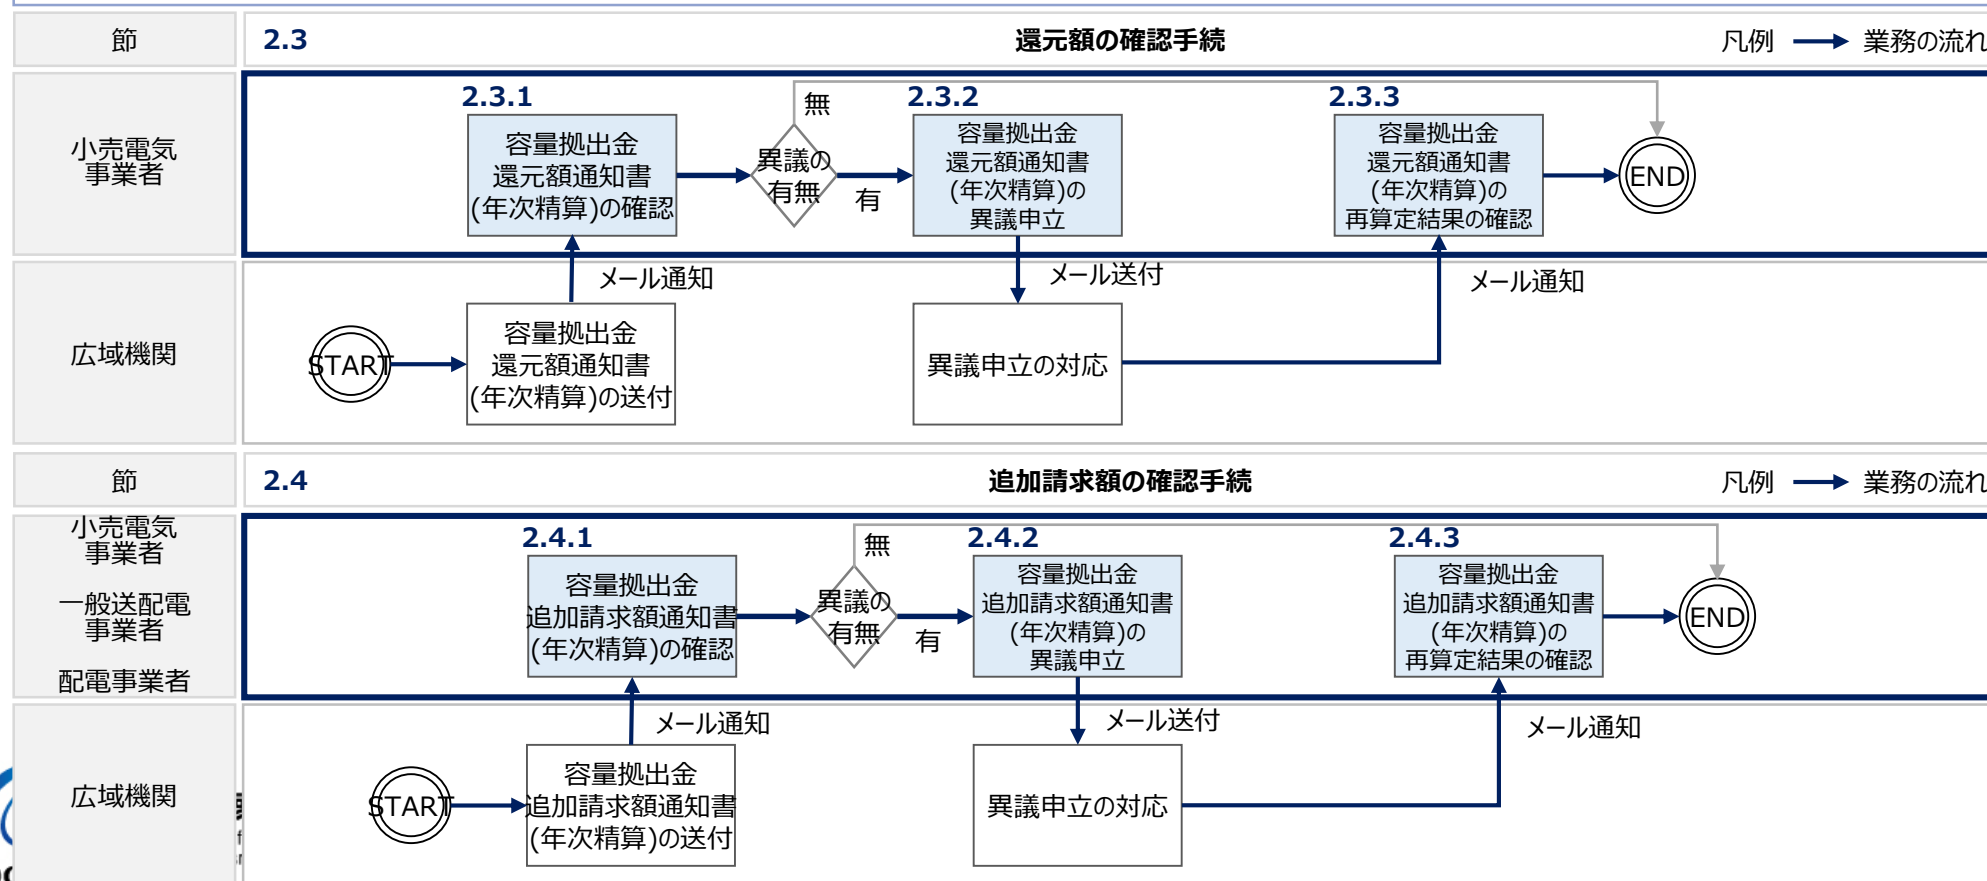 節
2.3
還元額の確認手続
凡例
業務の流れ
小売電気
事業者
2.3.1
容量拠出金
還元額通知書
(年次精算)の確認
無
異議の
有無
有
2.3.2
容量拠出金
還元額通知書
(年次精算)の
異議申立
2.3.3
容量拠出金
還元額通知書
(年次精算)の
再算定結果の確認
END
メール通知
メール送付
メール通知
広域機関
START
容量拠出金
還元額通知書
(年次精算)の送付
異議申立の対応
節
2.4
追加請求額の確認手続
凡例
業務の流れ
小売電気
事業者
一般送配電
事業者
配電事業者
2.4.1
容量拠出金
追加請求額通知書
(年次精算)の確認
無
異議の
有無
有
2.4.2
容量拠出金
追加請求額通知書
(年次精算)の
異議申立
2.4.3
容量拠出金
追加請求額通知書
(年次精算)の
再算定結果の確認
END
メール通知
メール送付
メール通知
広域機関
START
容量拠出金
追加請求額通知書
(年次精算)の送付
異議申立の対応